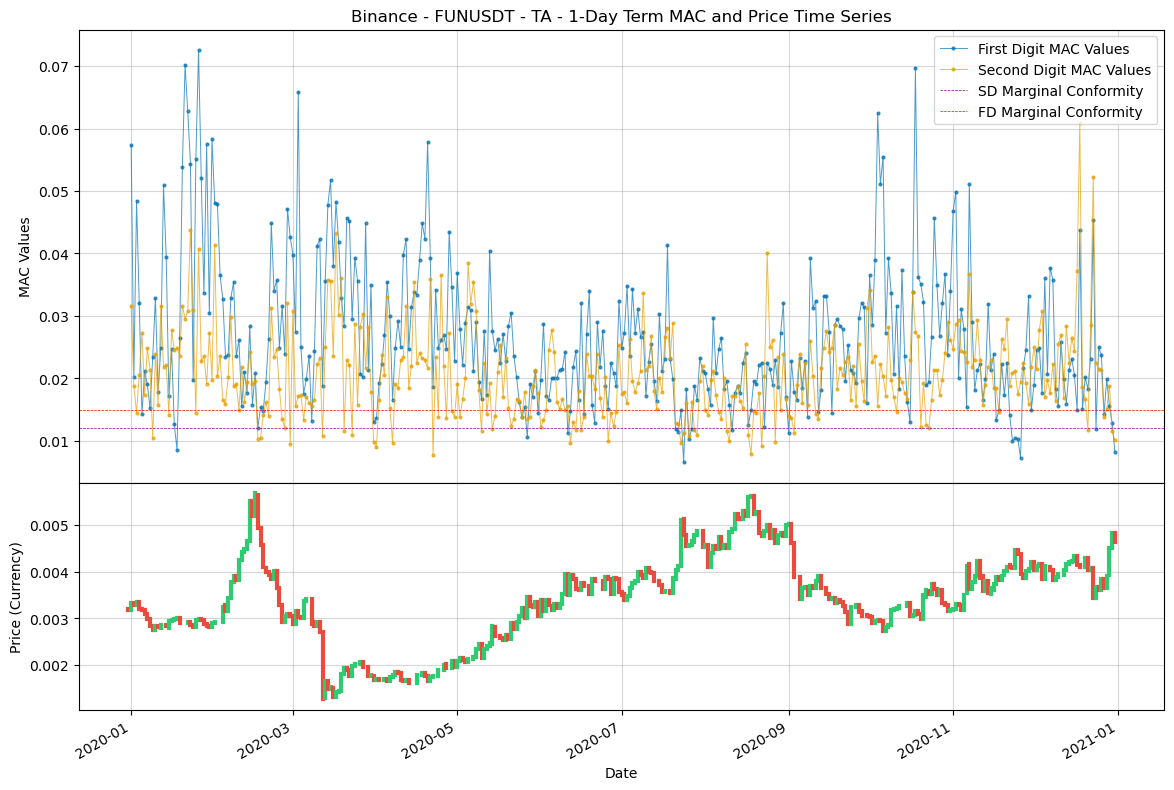 Binance - FUNUSDT - TA - 1-Day Term MAC and Price Time Series
First Digit MAC Values
Second Digit MAC Values
SD Marginal Conformity
FD Marginal Conformity
MAC Values
0.07
0.06
0.05
0.04
0.03
0.02
0.01
Price (Currency)
0.005
0.004
0.003
0.002
2020-01
2020-03
2020-05
2020-07
2020-09
2020-11
2021-01
Date